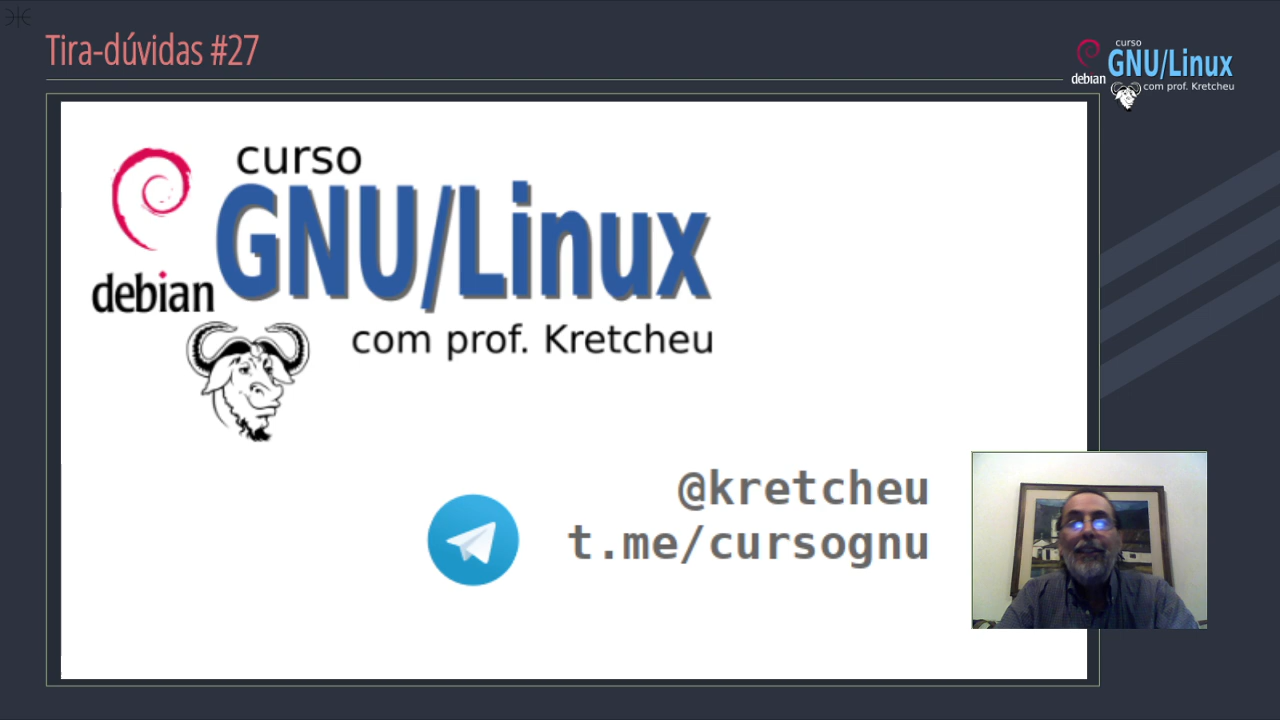 Tira-dúvidas #27
curso
GNU/Linux
debian
com prof. Kretcheu
curso
GNU/Linux
debian
com prof. Kretcheu
@kretcheu
t.me/cursognu